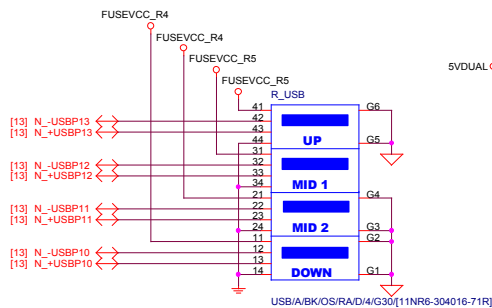 FUSEVCC_R4
FUSEVCC_R4
FUSEVCC_R5
5VDUAL
FUSEVCC_R5
R_USB
41
G6
[13] N_-USBP13
42
[13] N_+USBP13
43
44
UP
G5
31
[13] N_-USBP12
32
[13] N_+USBP12
33
34
MID 1
21
G4
[13] N_-USBP11
22
[13] N_+USBP11
23
24
MID 2
G3
11
G2
[13] N_-USBP10
12
[13] N_+USBP10
13
14
DOWN
G1
USB/A/BK/OS/RA/D/4/G30/[11NR6-304016-71R]